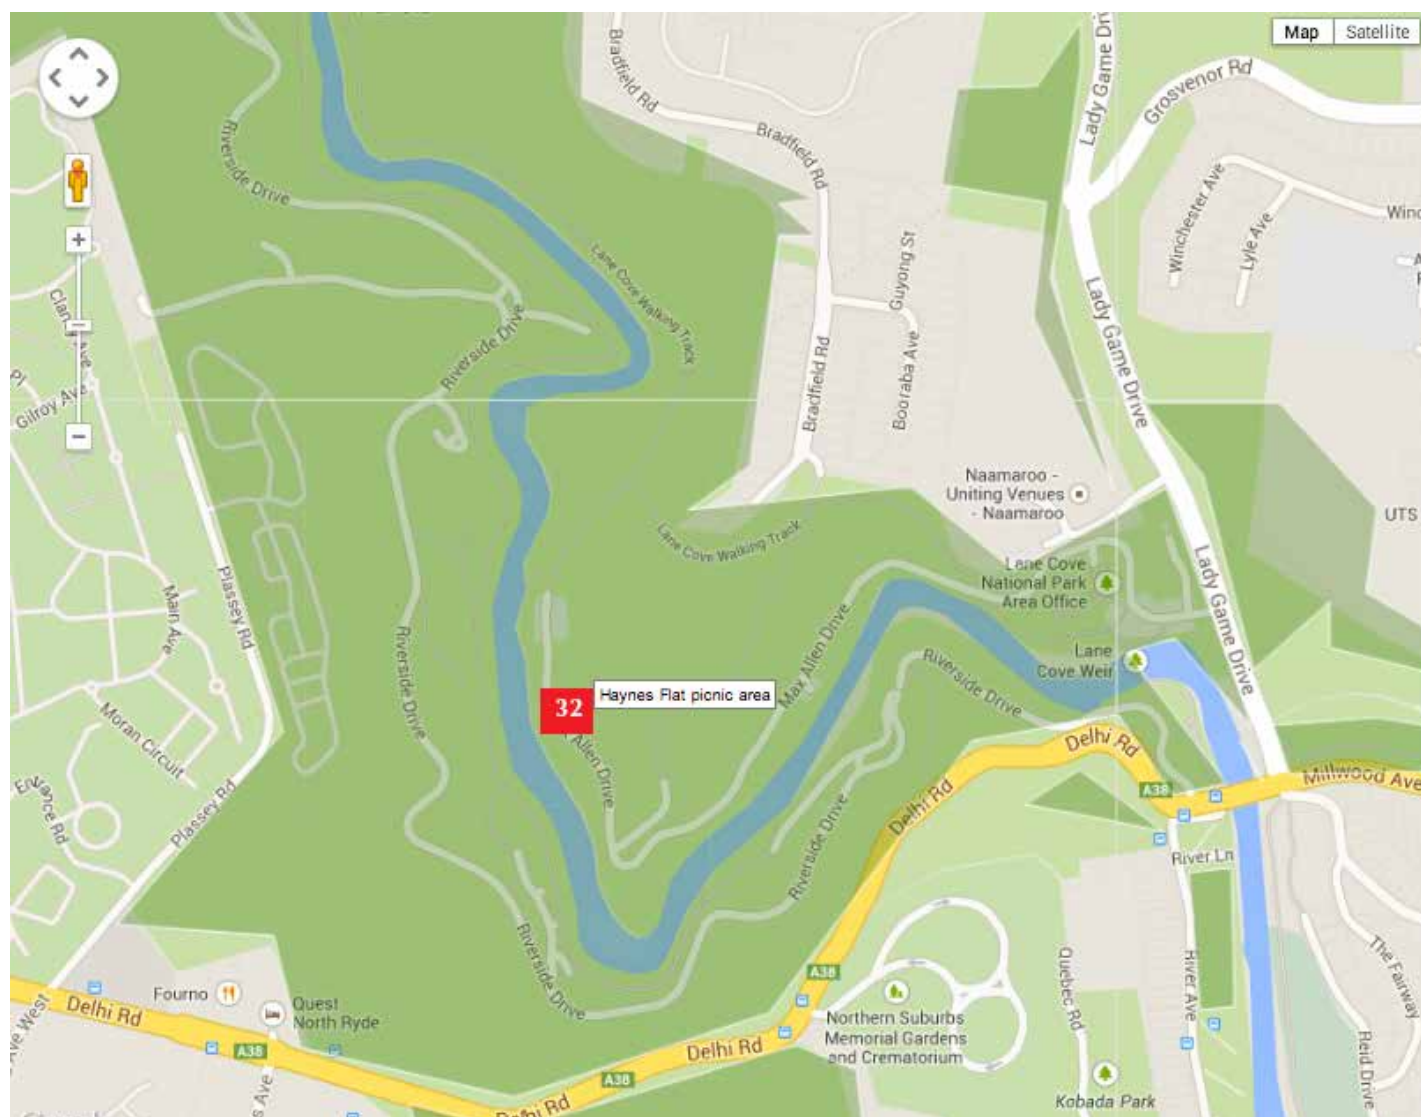 Map
Satellite
Bradfield Rd
Lady Game Dr
Grosvenor Rd
Bradfield Rd
Riverside Drive
Winchester Ave
Lyle Ave
Guyong St
Lane Cove Walking Track
Lady Game Drive
Riverside Drive
Gilroy Ave
Pl
Bradfield Rd
Booraba Ave
Naamaroo -
Uniting Venues
- Naamaroo
UTS
Lane Cove Walking Track
Lane Cove
National Park
Area Office
Plassey Rd
Main Ave
Riverside Drive
Max Allen Drive
Lady Game Drive
Lane
Cove Weir
Riverside Drive
32
Haynes Flat picnic area
Allen Drive
Moran Circuit
Delhi Rd
A38
Millwood Ave
Plassey Rd
Delhi Rd
Riverside Drive
River Ln
Riverside Drive
Quebec Rd
River Ave
The Fairway
Reid Drive
A38
Fourno
Quest
North Ryde
Delhi Rd
Ave West
A38
Northern Suburbs
Memorial Gardens
and Crematorium
Delhi Rd
A38
Kobada Park